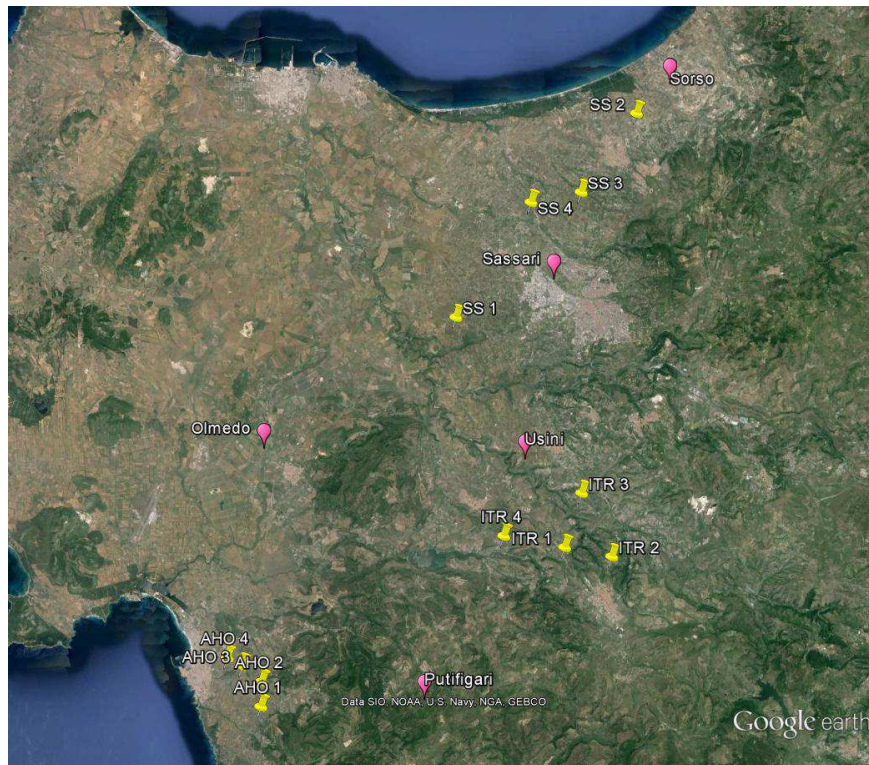 Sorso
SS 2
SS 3
SS 4
Sassari
SS 1
Olmedo
Usini
ITR 3
ITR 4
ITR 1
ITR 2
AHO 4
AHO 3
AHO 2
AHO 1
Putifigari
Data SIO, NOAA, U.S. Navy, NGA, GEBCO
Google earth